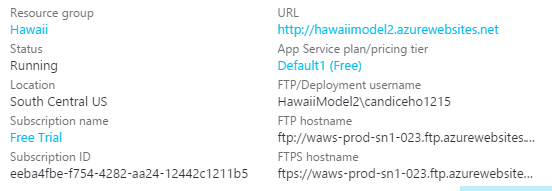 Resource group
Hawaii
Status
Running
Location
South Central US
Subscription name
Free Trial
Subscription ID
eeba4fbe-f754-4282-aa24-12442c1211b5
URL
http://hawaiimodel2.azurewebsites.net
App Service plan/pricing tier
Default1 (Free)
FTP/Deployment username
HawaiiModel2\candiceho1215
FTP hostname
ftp://waws-prod-sn1-023.ftp.azurewebsites....
FTPS hostname
ftps://waws-prod-sn1-023.ftp.azurewebsite...